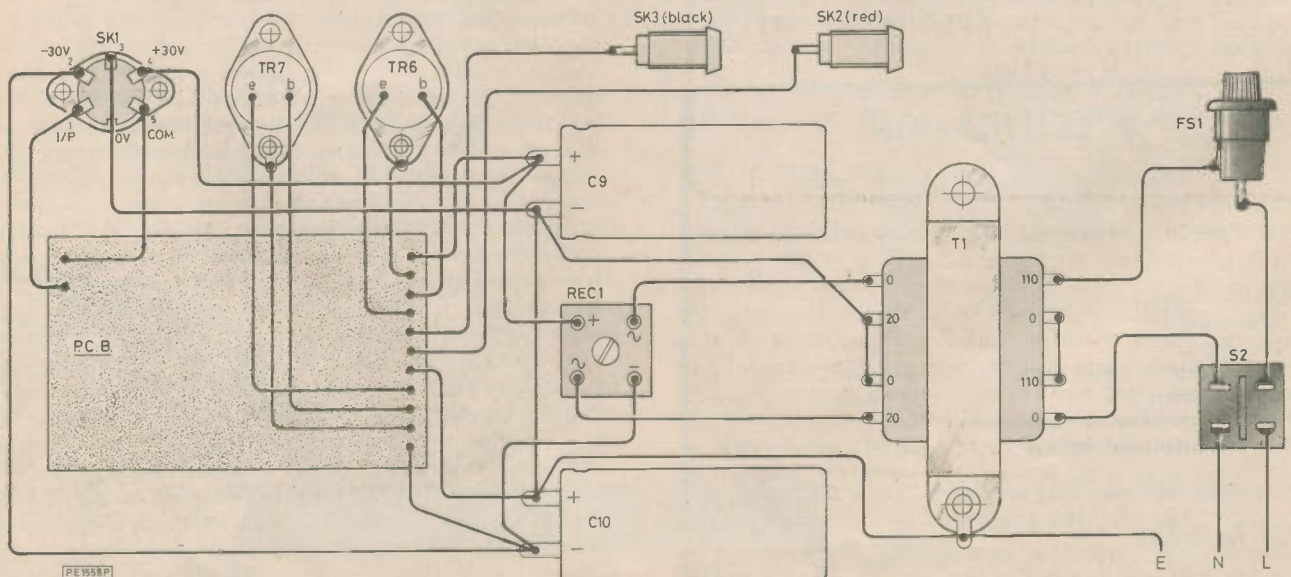 SK3 (black)
SK2 (red)
SK1
-30V
3
+30V
2
4
1
I/P
0V
5
COM.
TR7
e
b
TR6
e
b
FS1
+
C9
-
T1
0
110
20
0
0
110
20
0
REC1
+
~
~
-
P.C.B.
S2
+
C10
-
E
N
L
PE1558P